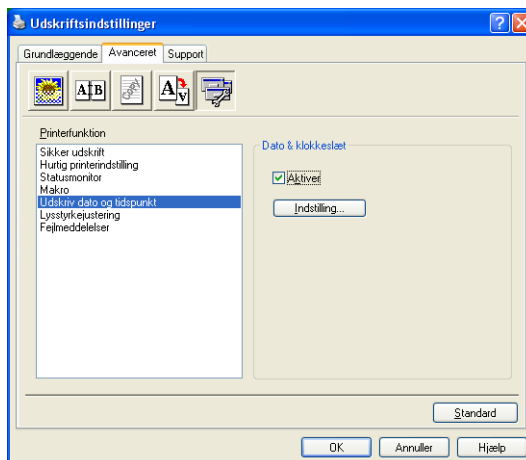 Udskriftsindstillinger
Grundlæggende
Avanceret
Support
A B
A A
Printerfunktion
Sikker udskrift
Hurtig printerindstilling
Statusmonitor
Makro
Udskriv dato og tidspunkt
Lysstyrkejustering
Fejlmeddelelser
Dato & klokkeslæt
Aktiver
Indstilling...
Standard
OK
Annuller
Hjælp